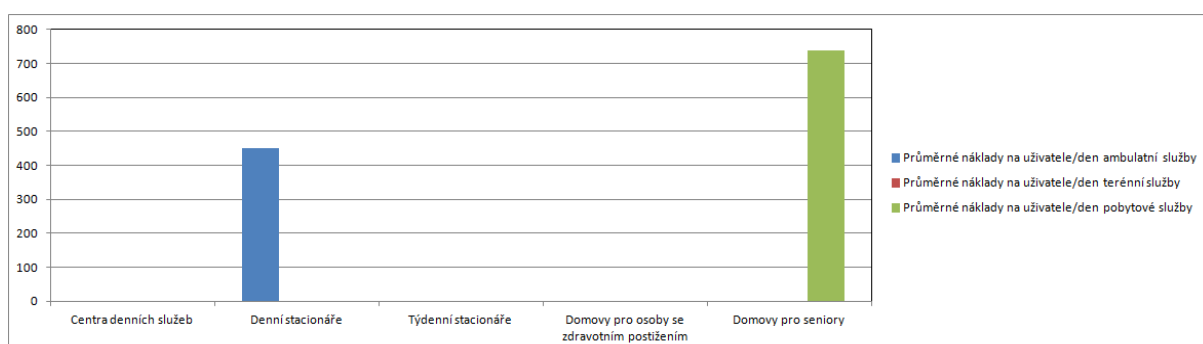 800
700
600
500
400
300
200
100
0
Centra denních služeb
Denní stacionáře
Týdenní stacionáře
Domovy pro osoby se
zdravotním postižením
Domovy pro seniory
Průměrné náklady na uživatele/den ambulatní služby
Průměrné náklady na uživatele/den terénní služby
Průměrné náklady na uživatele/den pobytové služby